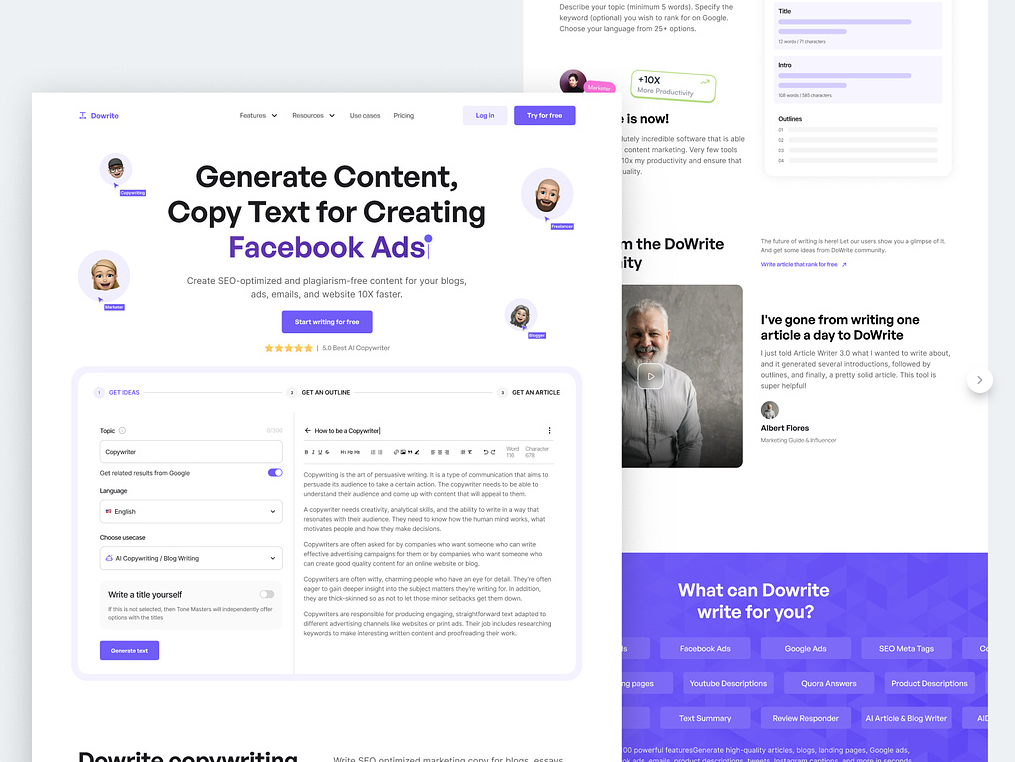 Dowrite
Features
Resources
Use cases
Pricing
Log in
Try for free
Copywriting
Freelancer
Marketer
Blogger
Generate Content,
Copy Text for Creating
Facebook Ads
Create SEO-optimized and plagiarism-free content for your blogs,
ads, emails, and website 10X faster.
Start writing for free
| 5.0 Best AI Copywriter
1 GET IDEAS
2 GET AN OUTLINE
3 GET AN ARTICLE
Topic
0/300
Copywriter
Get related results from Google
Language
English
Choose usecase
AI Copywriting / Blog Writing
Write a title yourself
If this is not selected, then Tone Masters will independently offer
options with the titles
Generate text
How to be a Copywriter
B I U S
H1 H2 H3
Word
116
Character
678
Copywriting is the art of persuasive writing. It is a type of communication that aims to
persuade its audience to take a certain action. The copywriter needs to be able to
understand their audience and come up with content that will appeal to them.
A copywriter needs creativity, analytical skills, and the ability to write in a way that
resonates with their audience. They need to know how the human mind works, what
motivates people and how they make decisions.
Copywriters are often asked for by companies who want someone who can write
effective advertising campaigns for them or by companies who want someone who
can create good quality content for an online website or blog.
Copywriters are often witty, charming people who have an eye for detail. They're often
eager to gain deeper insight into the subject matters they're writing for. In addition,
they are thick-skinned so as not to let those minor setbacks get them down.
Copywriters are responsible for producing engaging, straightforward text adapted to
different advertising channels like websites or print ads. Their job includes researching
keywords to make interesting written content and proofreading their work.
Dowrite copywriting
Write SEO optimized marketing copy for blogs, essays
Describe your topic (minimum 5 words). Specify the
keyword (optional) you wish to rank for on Google.
Choose your language from 25+ options.
Marketer
+10X
More Productivity
e is now!
lutely incredible software that is able
content marketing. Very few tools
10x my productivity and ensure that
uality.
Title
12 words / 71 characters
Intro
108 words / 595 characters
Outlines
01
02
03
04
m the DoWrite
ity
The future of writing is here! Let our users show you a glimpse of it.
And get some ideas from DoWrite community.
Write article that rank for free
I've gone from writing one
article a day to DoWrite
I just told Article Writer 3.0 what I wanted to write about,
and it generated several introductions, followed by
outlines, and finally, a pretty solid article. This tool is
super helpful!
Albert Flores
Marketing Guide & Influencer
What can Dowrite
write for you?
ds
Facebook Ads
Google Ads
SEO Meta Tags
Co
ng pages
Youtube Descriptions
Quora Answers
Product Descriptions
Text Summary
Review Responder
AI Article & Blog Writer
AID
100 powerful featuresGenerate high-quality articles, blogs, landing pages, Google ads,
ok ads, emails, product descriptions, tweets, Instagram captions, and more in seconds